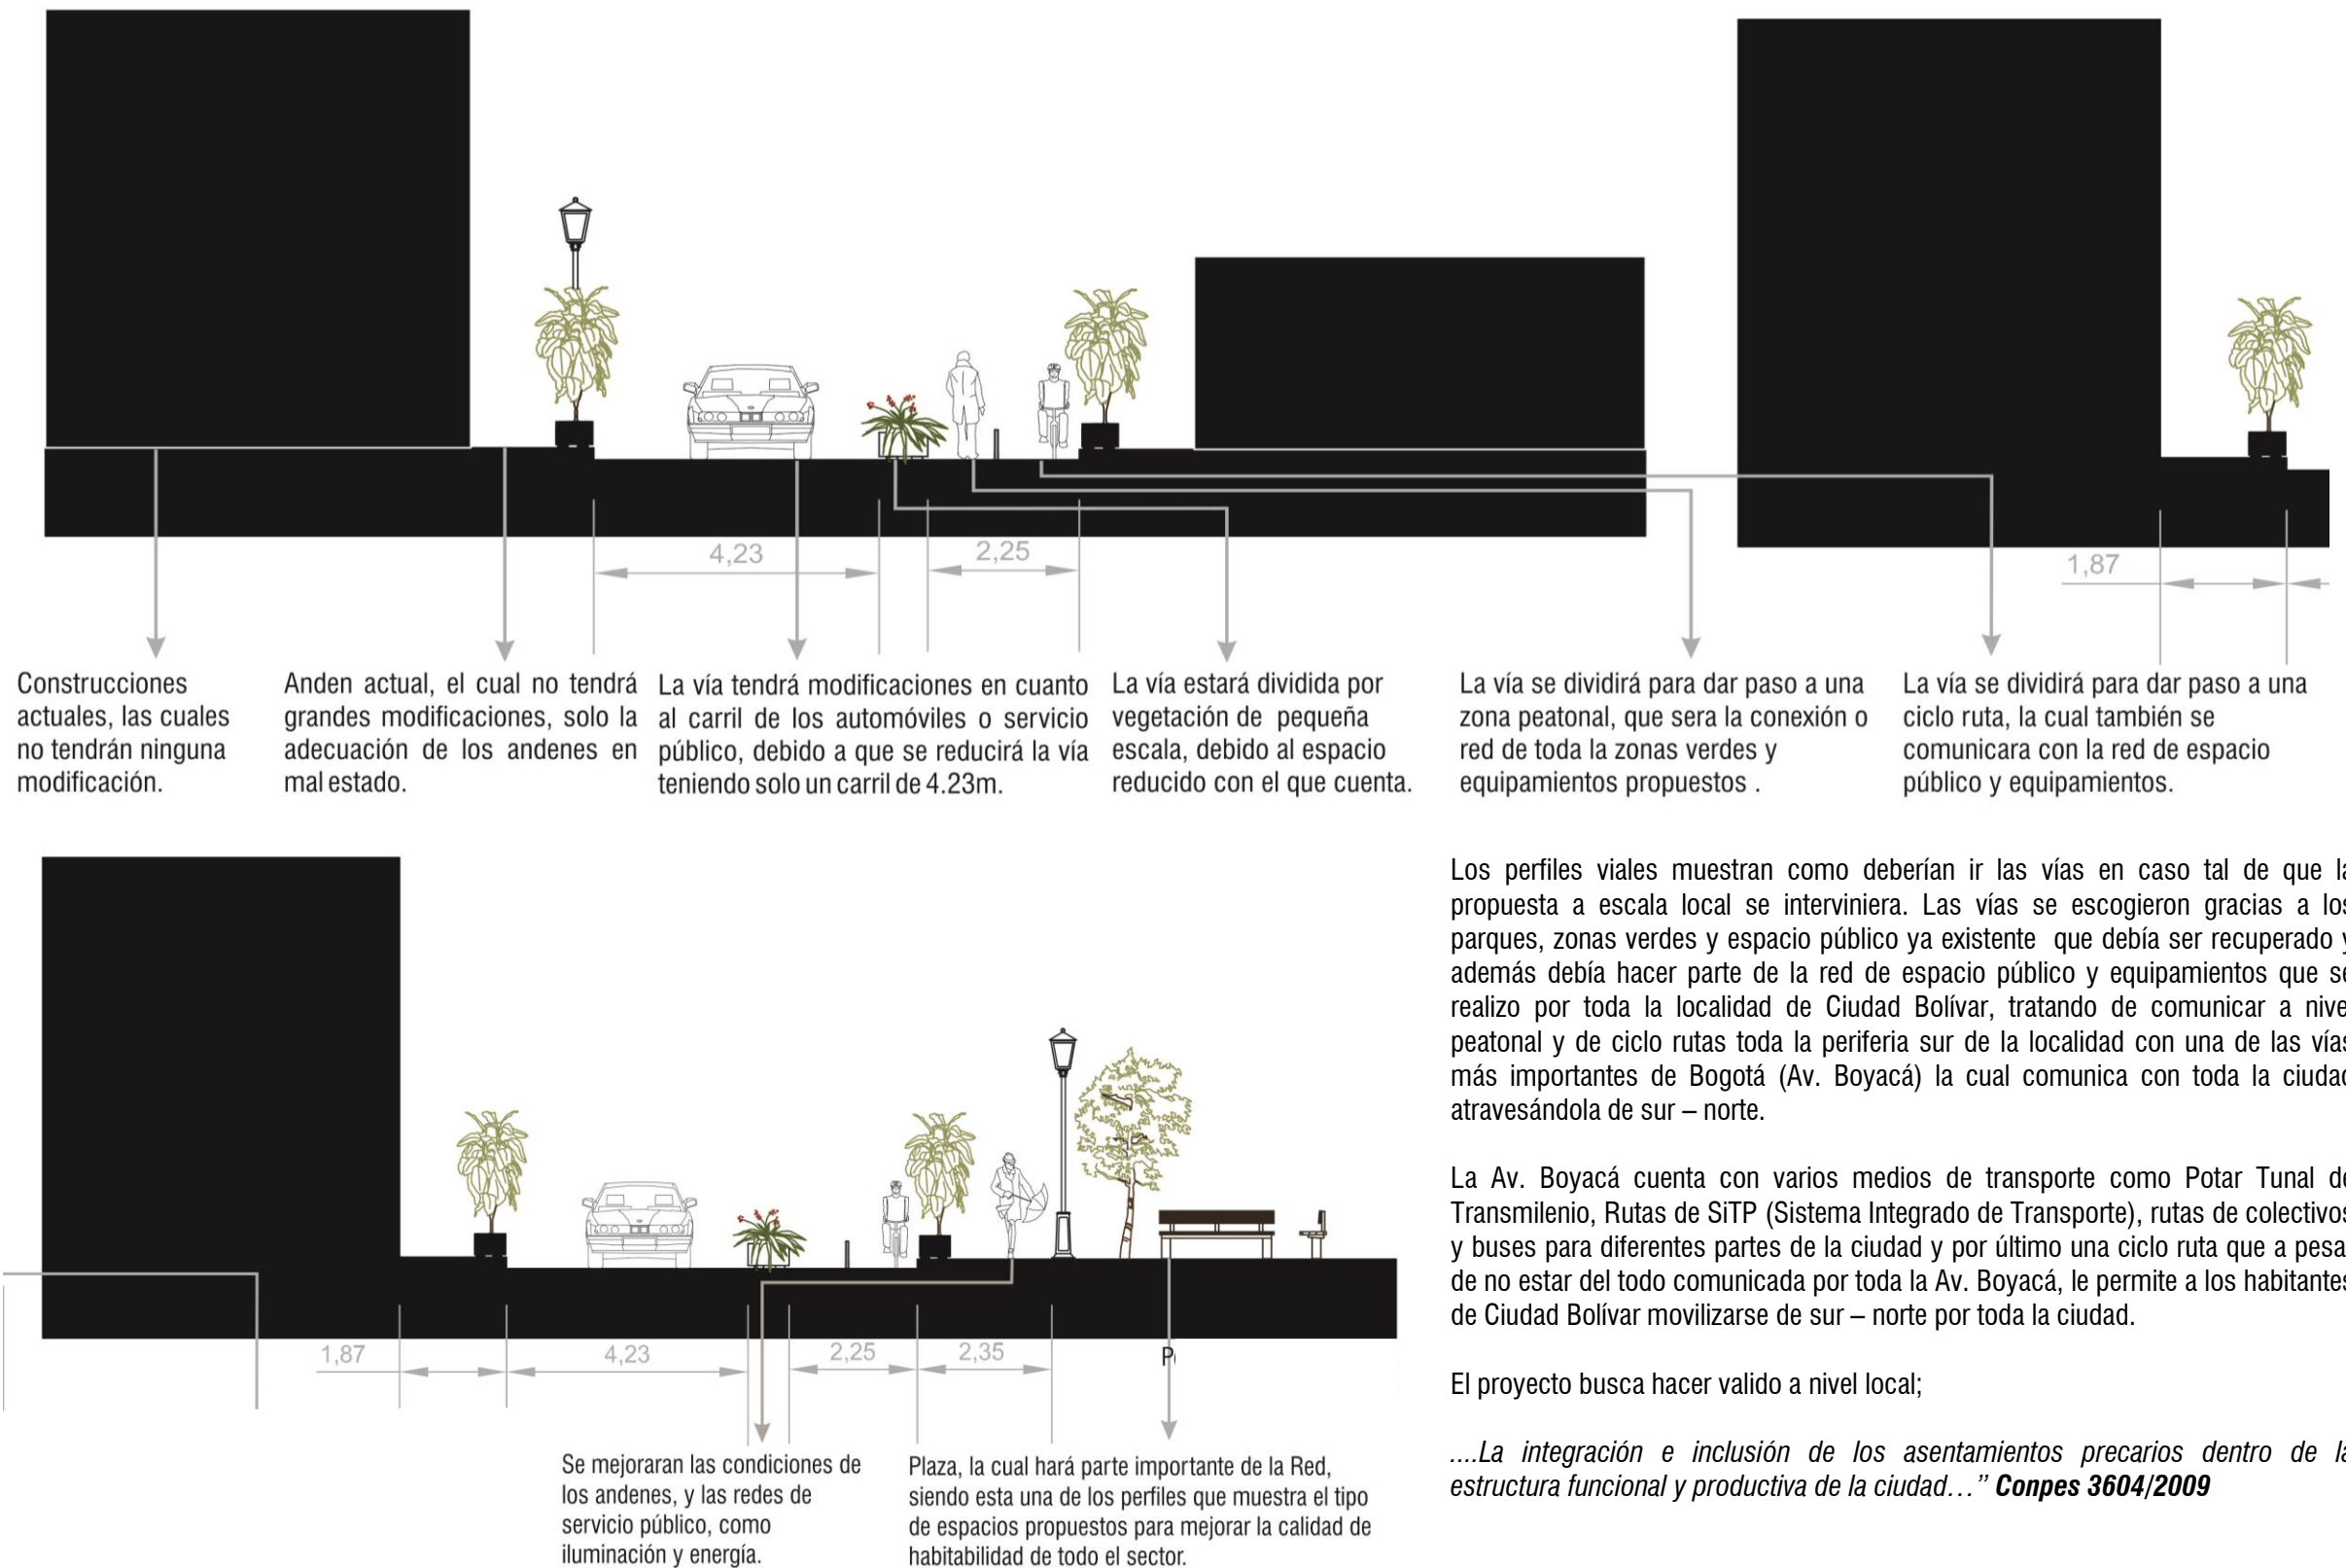 4,23
2,25
1,87
Construcciones
actuales, las cuales
no tendrán ninguna
modificación.
Anden actual, el cual no tendrá
grandes modificaciones, solo la
adecuación de los andenes en
mal estado.
La vía tendrá modificaciones en cuanto
al carril de los automóviles o servicio
público, debido a que se reducirá la vía
teniendo solo un carril de 4.23m.
La vía estará dividida por
vegetación de pequeña
escala, debido al espacio
reducido con el que cuenta.
La vía se dividirá para dar paso a una
zona peatonal, que sera la conexión o
red de toda la zonas verdes y
equipamientos propuestos .
La vía se dividirá para dar paso a una
ciclo ruta, la cual también se
comunicara con la red de espacio
público y equipamientos.
Los perfiles viales muestran como deberían ir las vías en caso tal de que la
propuesta a escala local se interviniera. Las vías se escogieron gracias a los
parques, zonas verdes y espacio público ya existente que debía ser recuperado y
además debía hacer parte de la red de espacio público y equipamientos que se
realizo por toda la localidad de Ciudad Bolívar, tratando de comunicar a nivel
peatonal y de ciclo rutas toda la periferia sur de la localidad con una de las vías
más importantes de Bogotá (Av. Boyacá) la cual comunica con toda la ciudad
atravesándola de sur – norte.
La Av. Boyacá cuenta con varios medios de transporte como Potar Tunal de
Transmilenio, Rutas de SiTP (Sistema Integrado de Transporte), rutas de colectivos
y buses para diferentes partes de la ciudad y por último una ciclo ruta que a pesar
de no estar del todo comunicada por toda la Av. Boyacá, le permite a los habitantes
de Ciudad Bolívar movilizarse de sur – norte por toda la ciudad.
El proyecto busca hacer valido a nivel local;
....La integración e inclusión de los asentamientos precarios dentro de la
estructura funcional y productiva de la ciudad…” Conpes 3604/2009
1,87
4,23
2,25
2,35
Se mejoraran las condiciones de
los andenes, y las redes de
servicio público, como
iluminación y energía.
Plaza, la cual hará parte importante de la Red,
siendo esta una de los perfiles que muestra el tipo
de espacios propuestos para mejorar la calidad de
habitabilidad de todo el sector.